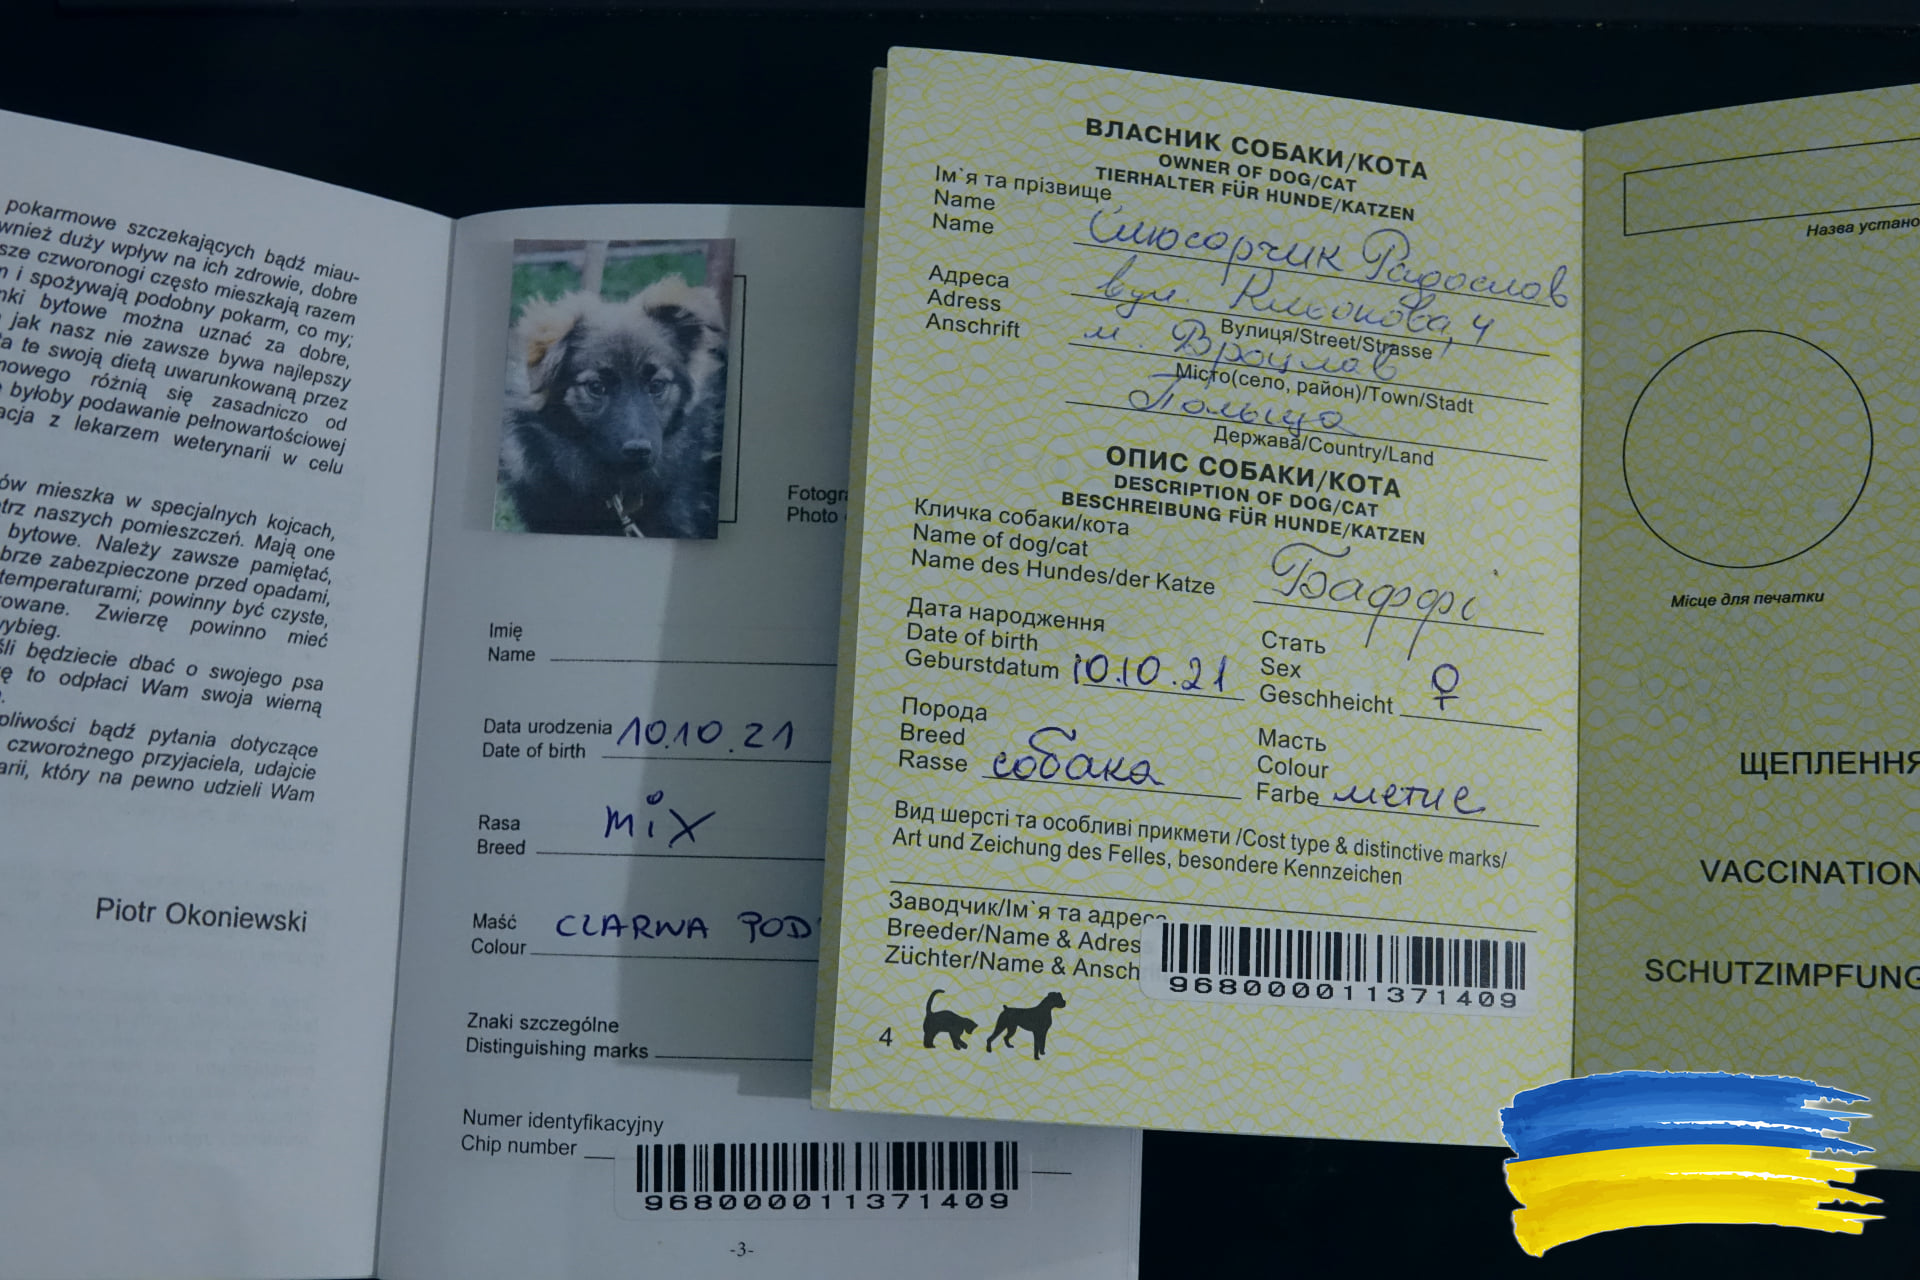 pokarmowe szczekających bądź miau-
wnież duży wpływ na ich zdrowie, dobre
sze czworonogi często mieszkają razem
n i spożywają podobny pokarm, co my;
nki bytowe można uznać za dobre,
jak nasz nie zawsze bywa najlepszy
a te swoją dietą uwarunkowaną przez
nowego różnią się zasadniczo od
byłoby podawanie pełnowartościowej
acja z lekarzem weterynarii w celu
ów mieszka w specjalnych kojcach,
trz naszych pomieszczeń. Mają one
bytowe. Należy zawsze pamiętać,
brze zabezpieczone przed opadami,
temperaturami; powinny być czyste,
owane. Zwierzę powinno mieć
wybieg.
śli będziecie dbać o swojego psa
ę to odpłaci Wam swoja wierną
pliwości bądź pytania dotyczące
czworożnego przyjaciela, udajcie
arii, który na pewno udzieli Wam
Piotr Okoniewski
Fotogr
Photo
Imię
Name
Data urodzenia 10.10.21
Date of birth
Rasa mix
Breed
Maść CZARNA POD
Colour
Znaki szczególne
Distinguishing marks
Numer identyfikacyjny
Chip number
968000011371409
-3-
ВЛАСНИК СОБАКИ/КОТА
OWNER OF DOG/CAT
TIERHALTER FÜR HUNDE/KATZEN
Ім`я та прізвище
Name
Name
Слюсарчик Радослав
Адреса
Adress
Anschrift
вул. Кльонова, 4
Вулиця/Street/Strasse
м. Вроцлав
Місто(село, район)/Town/Stadt
Польща
Держава/Country/Land
ОПИС СОБАКИ/КОТА
DESCRIPTION OF DOG/CAT
BESCHREIBUNG FÜR HUNDE/KATZEN
Кличка собаки/кота
Name of dog/cat
Name des Hundes/der Katze
Баффі
Дата народження
Date of birth
Geburstdatum 10.10.21
Стать
Sex
Geschheicht ♀
Порода
Breed
Rasse собака
Масть
Colour
Farbe метис
Вид шерсті та особливі прикмети /Cost type & distinctive marks/
Art und Zeichung des Felles, besondere Kennzeichen
Заводчик/Ім`я та адреса
Breeder/Name & Adres
Züchter/Name & Ansch
968000011371409
4
Назва устано
Місце для печатки
ЩЕПЛЕННЯ
VACCINATION
SCHUTZIMPFUNG